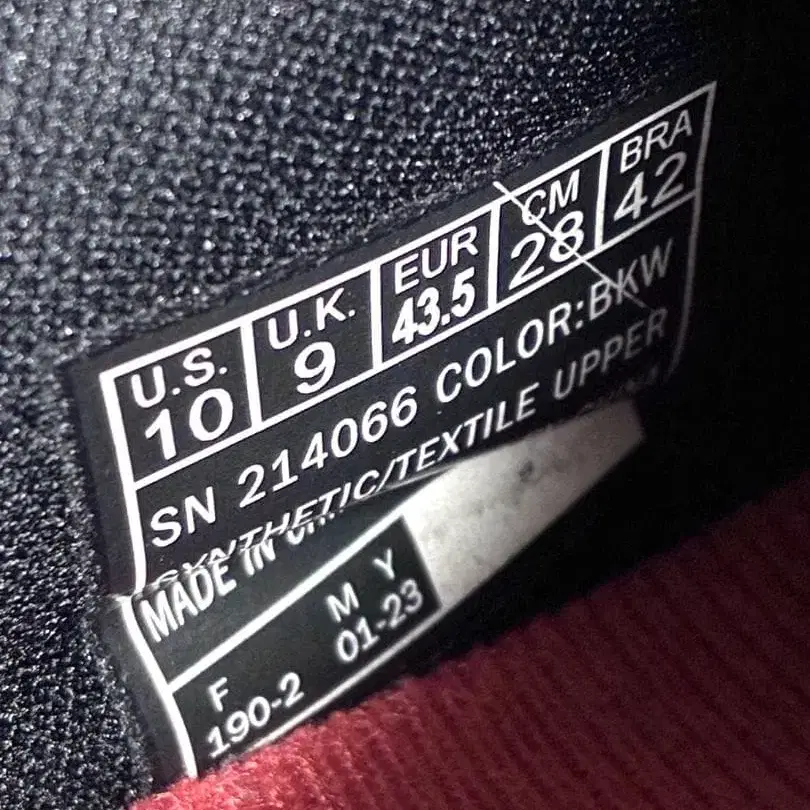 U.S. U.K. EUR CM BRA
10 9 43.5 28 42
SN 214066 COLOR:BKW
SYNTHETIC/TEXTILE UPPER
MADE IN
F M Y
190-2 01-23